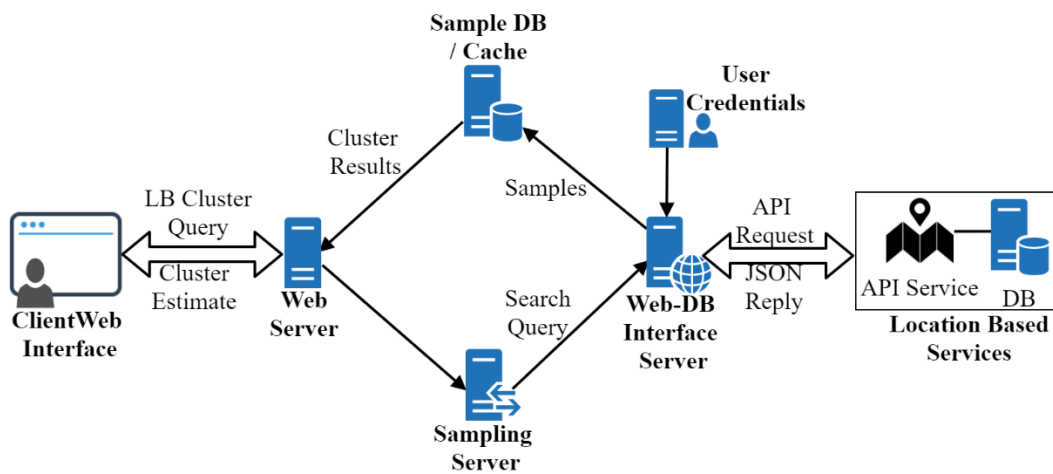 Sample DB
/ Cache
User
Credentials
Cluster
Results
Samples
LB Cluster
Query
API
Request
Cluster
Estimate
JSON
Reply
API Service
DB
Search
Query
Web
Server
Web-DB
Interface
Server
ClientWeb
Interface
Location Based
Services
Sampling
Server